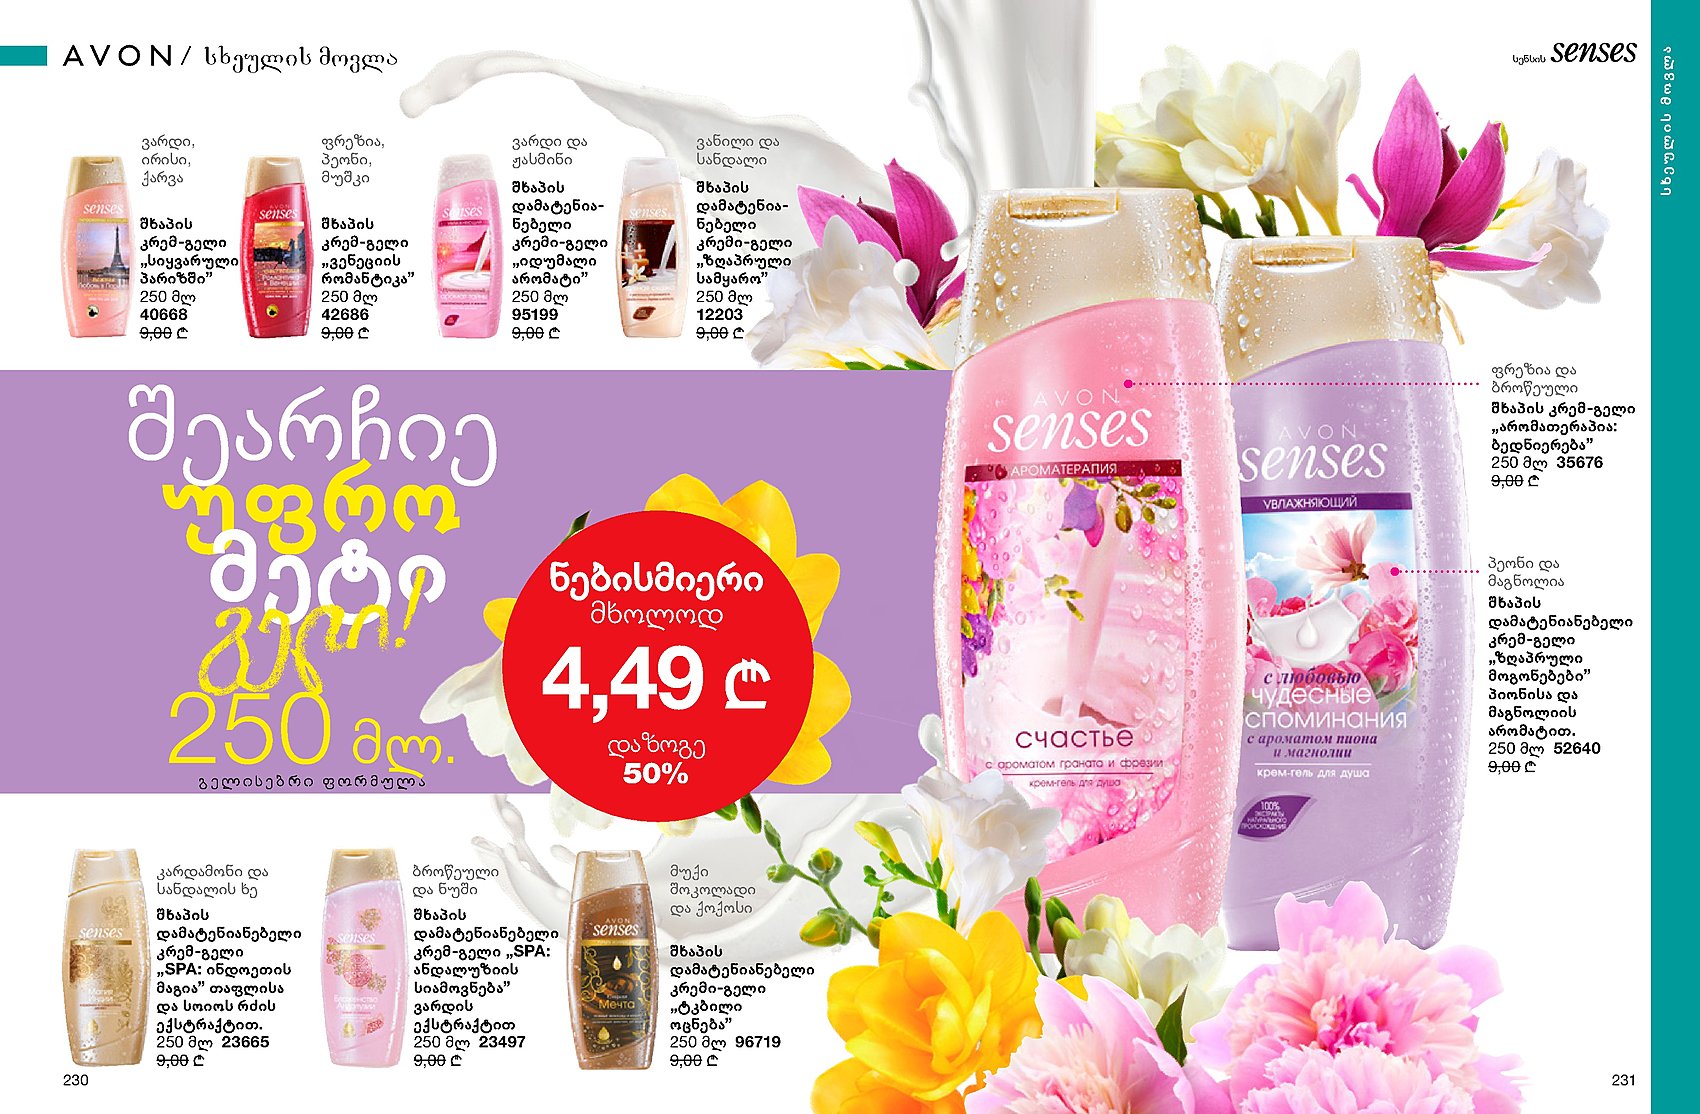 AVON / სხეულის მოვლა
სენსის senses
სხეულის მოვლა
ვარდი,
ირისი,
ქარვა
შხაპის
კრემ-გელი
„სიყვარული
პარიზში”
250 მლ
40668
9,00 ₾
ფრეზია,
პეონი,
მუშკი
შხაპის
კრემ-გელი
„ვენეციის
რომანტიკა”
250 მლ
42686
9,00 ₾
ვარდი და
ჟასმინი
შხაპის
დამატენია-
ნებელი
კრემი-გელი
„იდუმალი
არომატი”
250 მლ
95199
9,00 ₾
ვანილი და
სანდალი
შხაპის
დამატენია-
ნებელი
კრემი-გელი
„ზღაპრული
სამყარო”
250 მლ
12203
9,00 ₾
შეარჩიე
უფრო
მეტი
გელი!
250 მლ.
გელისებრი ფორმულა
ნებისმიერი
მხოლოდ
4,49 ₾
დაზოგე
50%
AVON
senses
АРОМАТЕРАПИЯ
счастье
с ароматом граната и фрезии
крем-гель для душа
AVON
senses
УВЛАЖНЯЮЩИЙ
с любовью
чудесные
споминания
с ароматом пиона
и магнолии
крем-гель для душа
100%
ЭКСТРАКТЫ
НАТУРАЛЬНОГО
ПРОИСХОЖДЕНИЯ
ფრეზია და
ბროწეული
შხაპის კრემ-გელი
„არომათერაპია:
ბედნიერება”
250 მლ 35676
9,00 ₾
პეონი და
მაგნოლია
შხაპის
დამატენიანებელი
კრემ-გელი
„ზღაპრული
მოგონებები”
პიონისა და
მაგნოლიის
არომატით.
250 მლ 52640
9,00 ₾
კარდამონი და
სანდალის ხე
შხაპის
დამატენიანებელი
კრემ-გელი
„SPA: ინდოეთის
მაგია” თაფლისა
და სოიოს რძის
ექსტრაქტით.
250 მლ 23665
9,00 ₾
ბროწეული
და ნუში
შხაპის
დამატენიანებელი
კრემ-გელი „SPA:
ანდალუზიის
სიამოვნება”
ვარდის
ექსტრაქტით
250 მლ 23497
9,00 ₾
მუქი
შოკოლადი
და ქოქოსი
შხაპის
დამატენიანებელი
კრემი-გელი
„ტკბილი
ოცნება”
250 მლ 96719
9,00 ₾
230
231